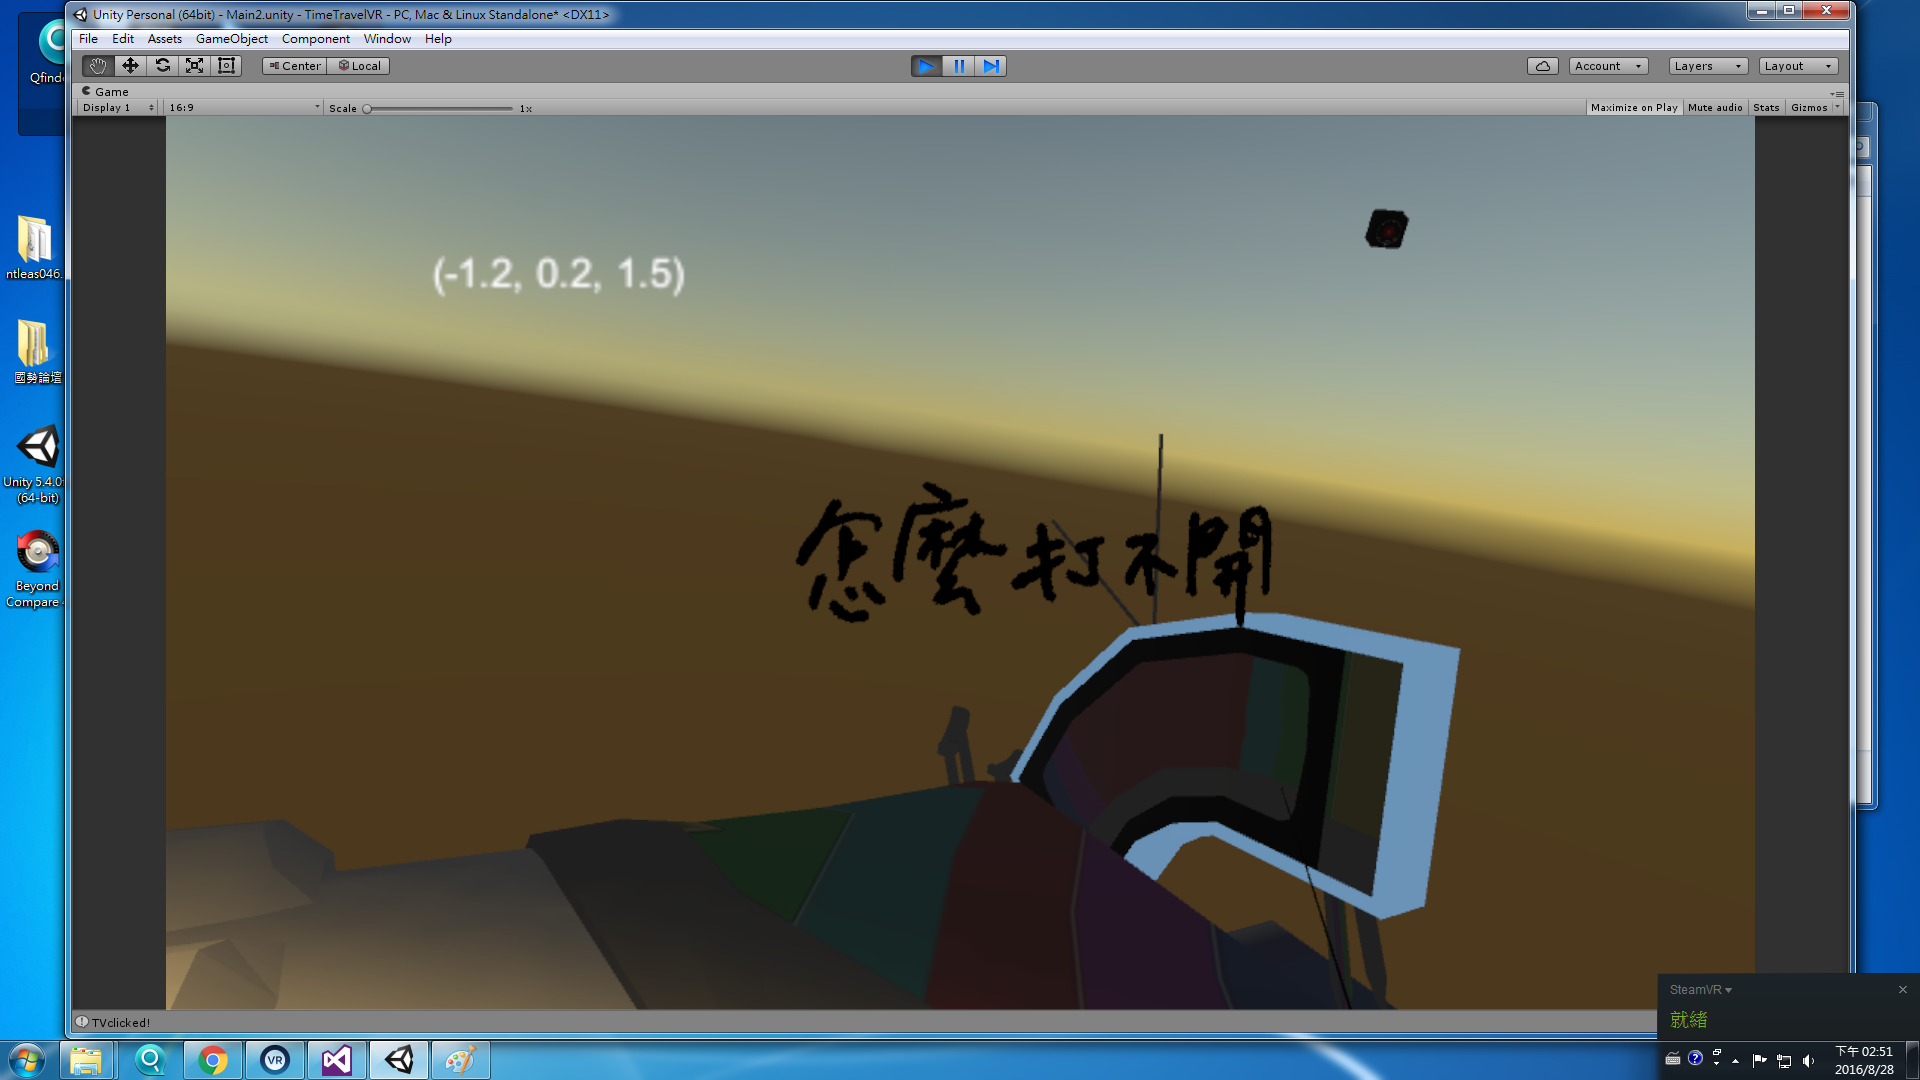 Unity Personal (64bit) - Main2.unity - TimeTravelVR - PC, Mac & Linux Standalone* <DX11>
File Edit Assets GameObject Component Window Help
Center Local Account Layers Layout
Game
Display 1 16:9 Scale 1x Maximize on Play Mute audio Stats Gizmos
(-1.2, 0.2, 1.5)
怎麼打不開
ntleas046.
國勢論壇
Unity 5.4.0
(64-bit)
Beyond
Compare
TVclicked!
SteamVR
就緒
VR
下午 02:51
2016/8/28